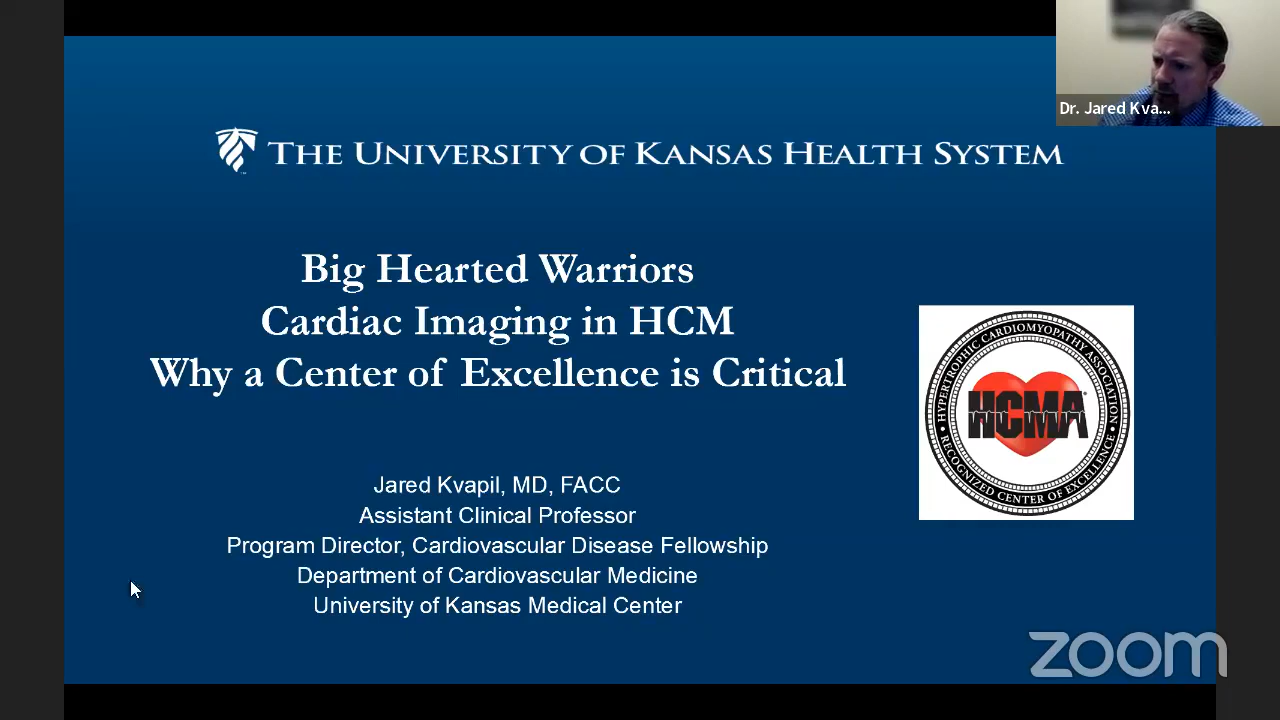 Dr. Jared Kva...
THE UNIVERSITY OF KANSAS HEALTH SYSTEM
Big Hearted Warriors
Cardiac Imaging in HCM
Why a Center of Excellence is Critical
HYPERTROPHIC CARDIOMYOPATHY ASSOCIATION
HCMA
RECOGNIZED CENTER OF EXCELLENCE
Jared Kvapil, MD, FACC
Assistant Clinical Professor
Program Director, Cardiovascular Disease Fellowship
Department of Cardiovascular Medicine
University of Kansas Medical Center
zoom